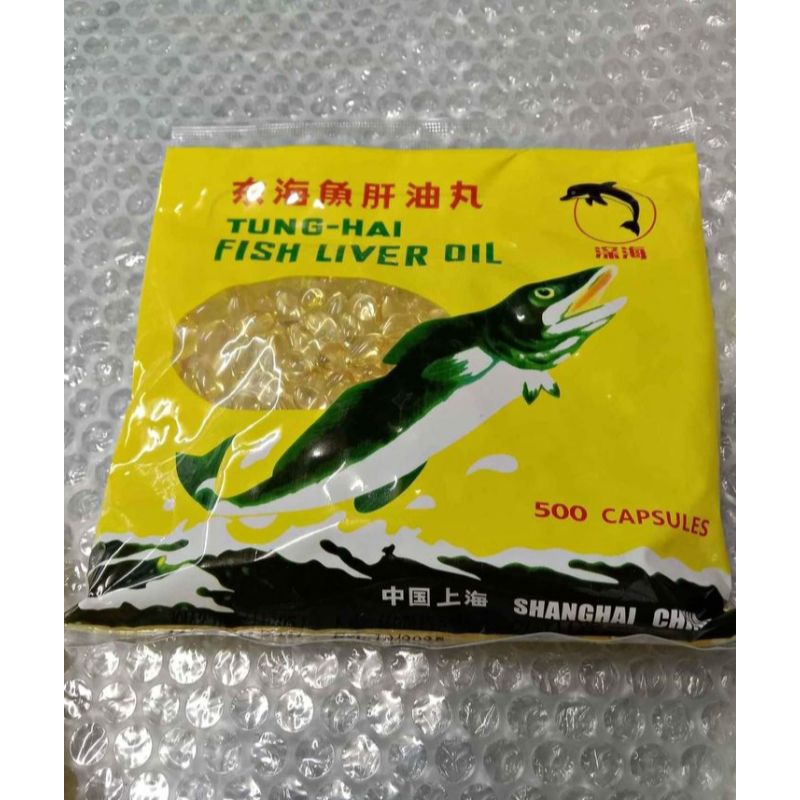 东海魚肝油丸
TUNG-HAI
FISH LIVER OIL
深海
500 CAPSULES
中国上海 SHANGHAI